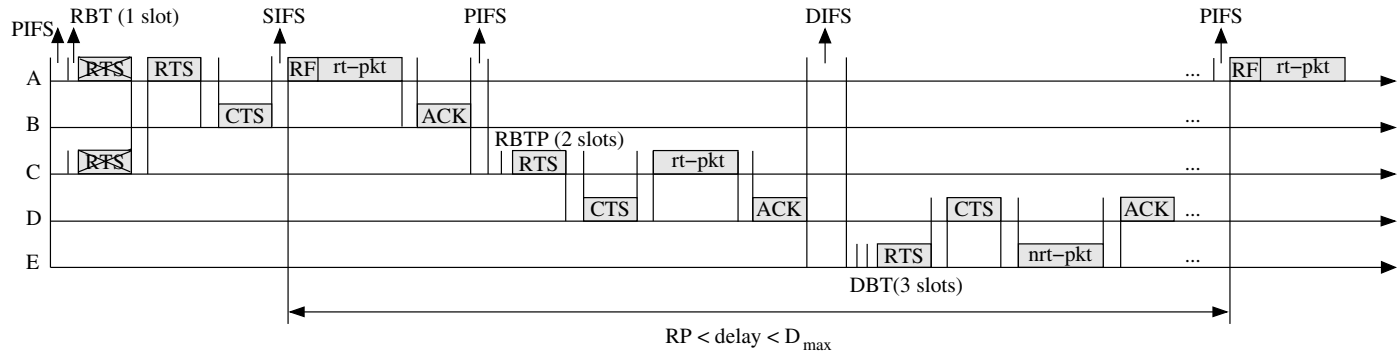 RBT (1 slot)
PIFS SIFS PIFS DIFS PIFS
A RTS RTS RF rt-pkt ... RF rt-pkt
B CTS ACK ...
RBTP (2 slots)
C RTS RTS rt-pkt ...
D CTS ACK CTS ACK ...
E RTS nrt-pkt ...
DBT(3 slots)
RP < delay < Dmax